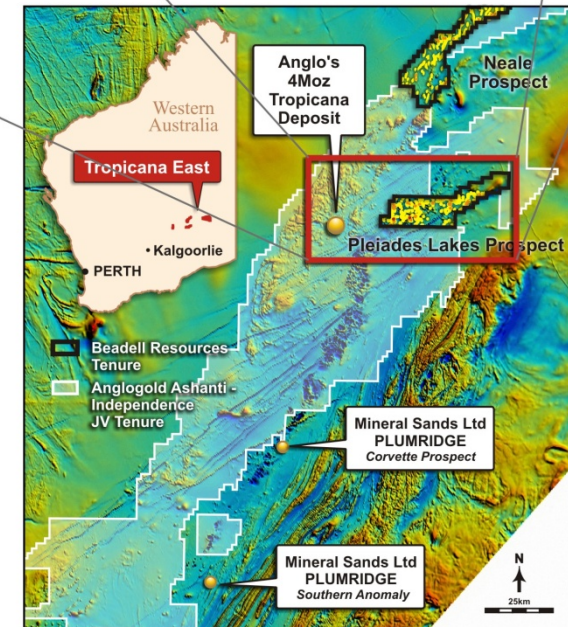 Anglo's
4Moz
Tropicana
Deposit
Neale
Prospect
Western
Australia
Tropicana East
Kalgoorlie
PERTH
Pleiades Lakes Prospect
Beadell Resources
Tenure
Anglogold Ashanti -
Independence
JV Tenure
Mineral Sands Ltd
PLUMRIDGE
Corvette Prospect
Mineral Sands Ltd
PLUMRIDGE
Southern Anomaly
N
25km